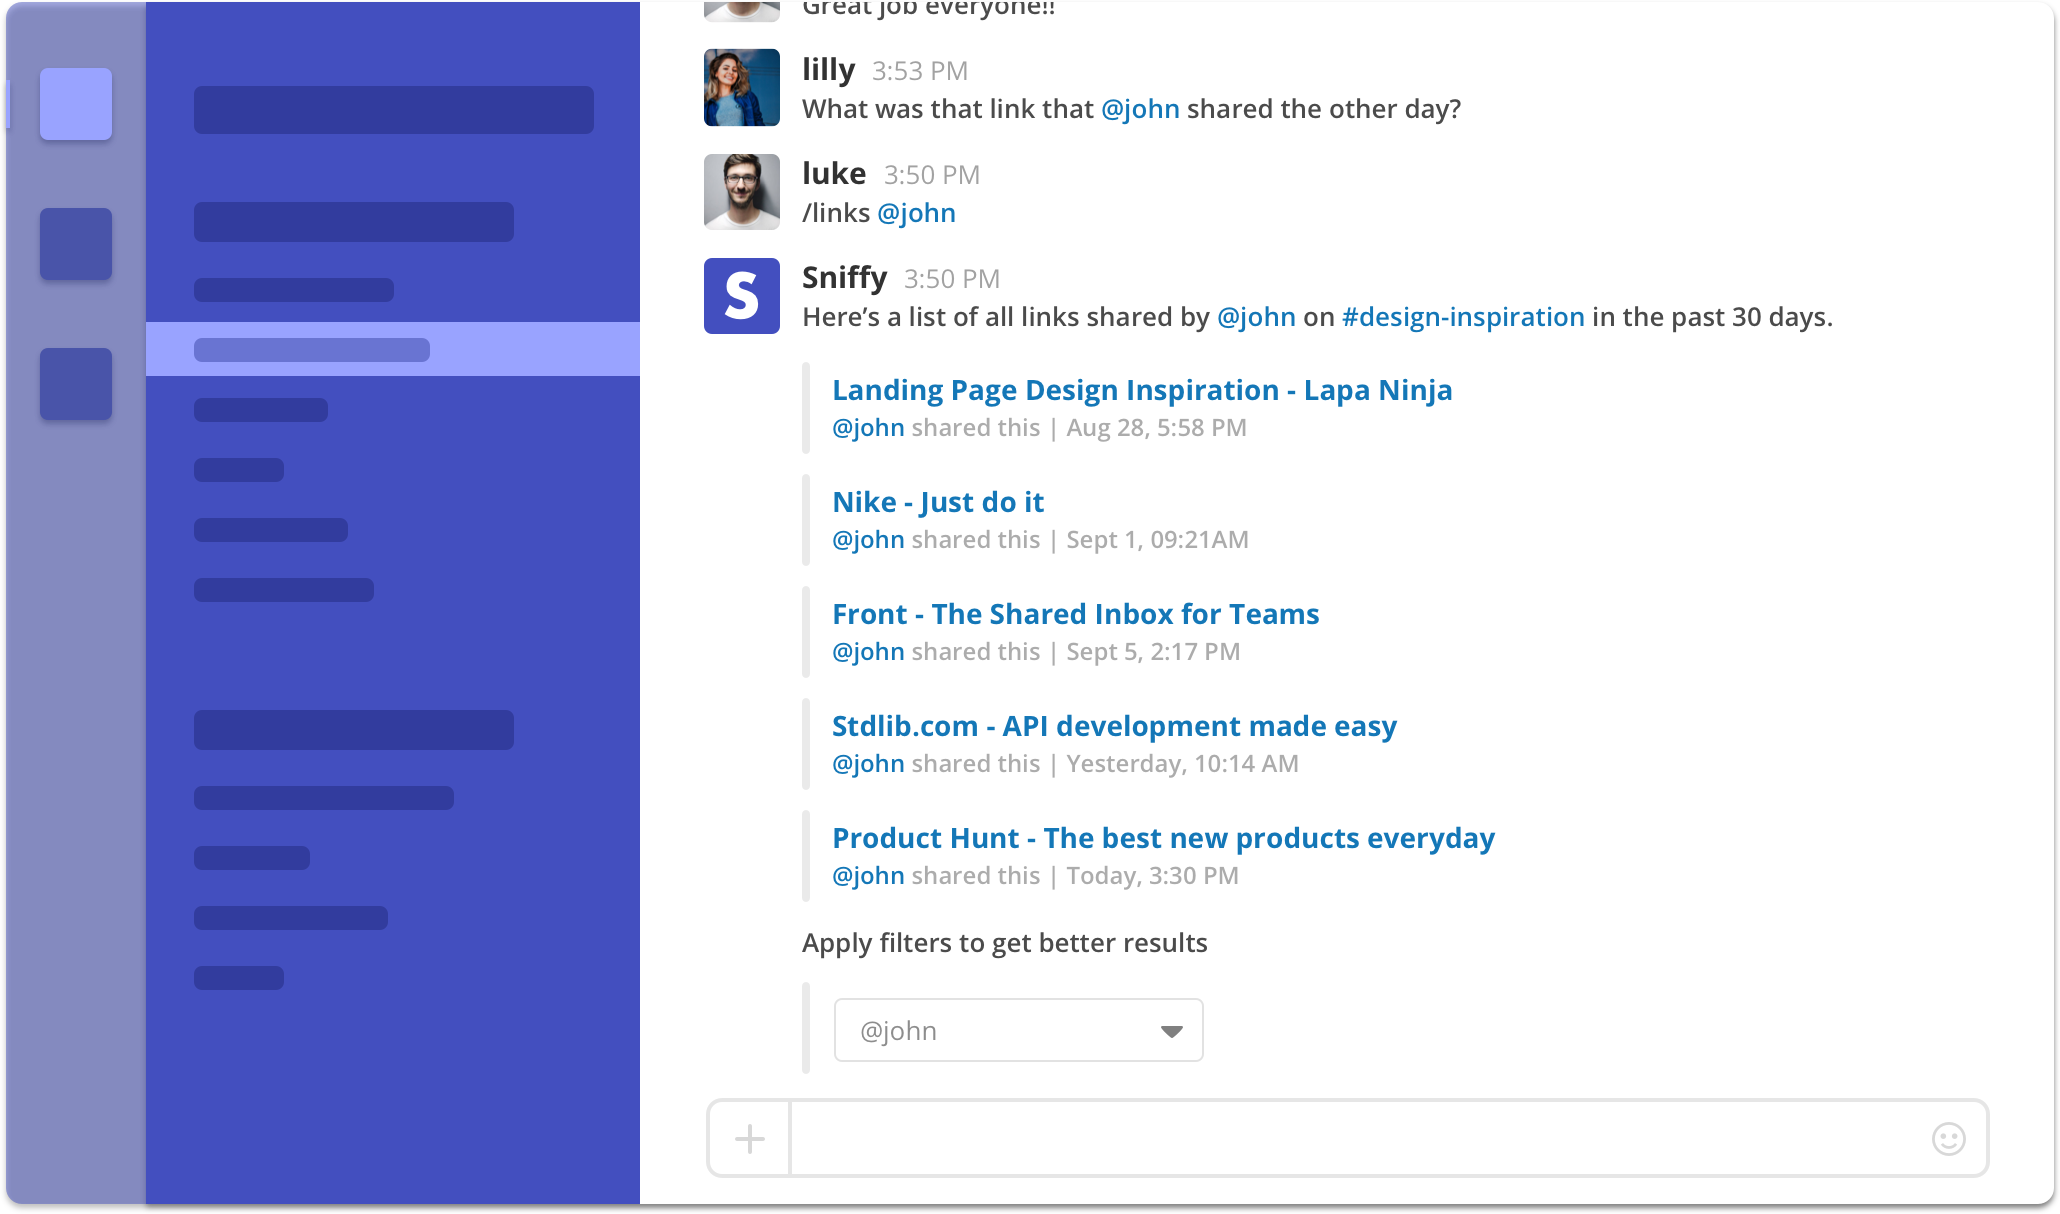 Great job everyone!!
lilly 3:53 PM
What was that link that @john shared the other day?
luke 3:50 PM
/links @john
S
Sniffy 3:50 PM
Here’s a list of all links shared by @john on #design-inspiration in the past 30 days.
Landing Page Design Inspiration - Lapa Ninja
@john shared this | Aug 28, 5:58 PM
Nike - Just do it
@john shared this | Sept 1, 09:21AM
Front - The Shared Inbox for Teams
@john shared this | Sept 5, 2:17 PM
Stdlib.com - API development made easy
@john shared this | Yesterday, 10:14 AM
Product Hunt - The best new products everyday
@john shared this | Today, 3:30 PM
Apply filters to get better results
@john